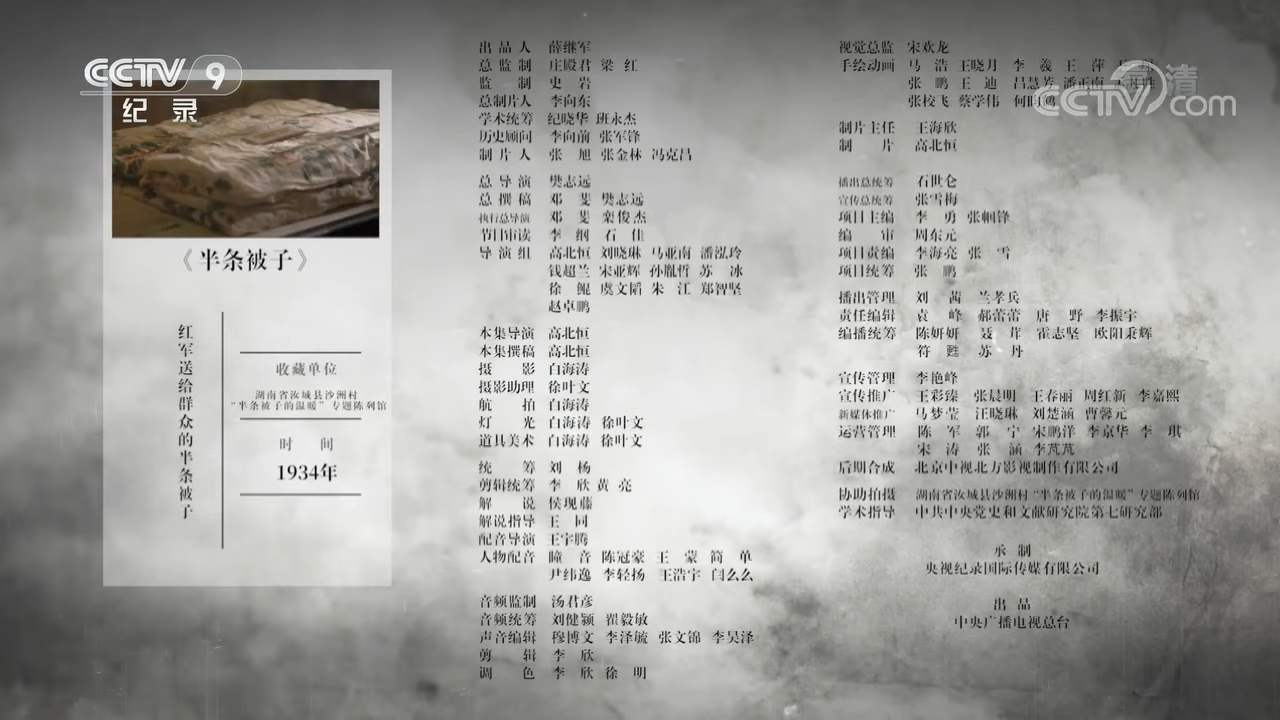 CCTV 9
纪录
《半条被子》
红军送给群众的半条被子
收藏单位
湖南省汝城县沙洲村
“半条被子的温暖”专题陈列馆
时 间
1934年
出 品 人 薛继军
总 监 制 庄殿君 梁 红
监 制 史 岩
总制片人 李向东
学术统筹 纪晓华 班永杰
历史顾问 李向前 张军锋
制 片 人 张 旭 张金林 冯克昌
总 导 演 樊志远
总 撰 稿 邓 斐 樊志远
执行总导演 邓 斐 栾俊杰
节目审读 李 纲 石 佳
导 演 组 高北恒 刘晓琳 马亚南 潘泓玲
钱超兰 宋亚辉 孙胤哲 苏 冰
徐 鲲 虞文韬 朱 江 郑智坚
赵卓鹏
本集导演 高北恒
本集撰稿 高北恒
摄 影 白海涛
摄影助理 徐叶文
航 拍 白海涛
灯 光 白海涛 徐叶文
道具美术 白海涛 徐叶文
统 筹 刘 杨
剪辑统筹 李 欣 黄 亮
解 说 侯现藤
解说指导 王 同
配音导演 王宇腾
人物配音 瞳 音 陈冠豪 王 蒙 简 单
尹纬逸 李轻扬 王浩宇 闫么么
音频监制 汤君彦
音频统筹 刘健颍 翟毅敏
声音编辑 穆博文 李泽毓 张文锦 李昊泽
剪 辑 李 欣
调 色 李 欣 徐 明
视觉总监 宋欢龙
手绘动画 马 浩 王晓月 李 羲 王 萍
张 鹏 王 迪 吕慧芳 潘正南
张校飞 蔡学伟
制片主任 王海欣
制 片 高北恒
播出总统筹 石世仑
宣传总统筹 张雪梅
项目主编 李 勇 张帼锋
编 审 周东元
项目责编 李海亮 张 雪
项目统筹 张 鹏
播出管理 刘 茜 兰孝兵
责任编辑 袁 峰 郝蕾蕾 唐 野 李振宇
编播统筹 陈妍妍 聂 茸 霍志坚 欧阳秉辉
符 甦 苏 丹
宣传管理 李艳峰
宣传推广 王彩臻 张晨明 王春丽 周红新 李嘉熙
新媒体推广 马梦莹 汪晓琳 刘楚涵 曹馨元
运营管理 陈 军 郭 宁 宋鹏洋 李京华 李 琪
宋 涛 张 涵 李芃芃
后期合成 北京中视北方影视制作有限公司
协助拍摄 湖南省汝城县沙洲村“半条被子的温暖”专题陈列馆
学术指导 中共中央党史和文献研究院第七研究部
承 制
央视纪录国际传媒有限公司
出 品
中央广播电视总台
高清
CCTV.com